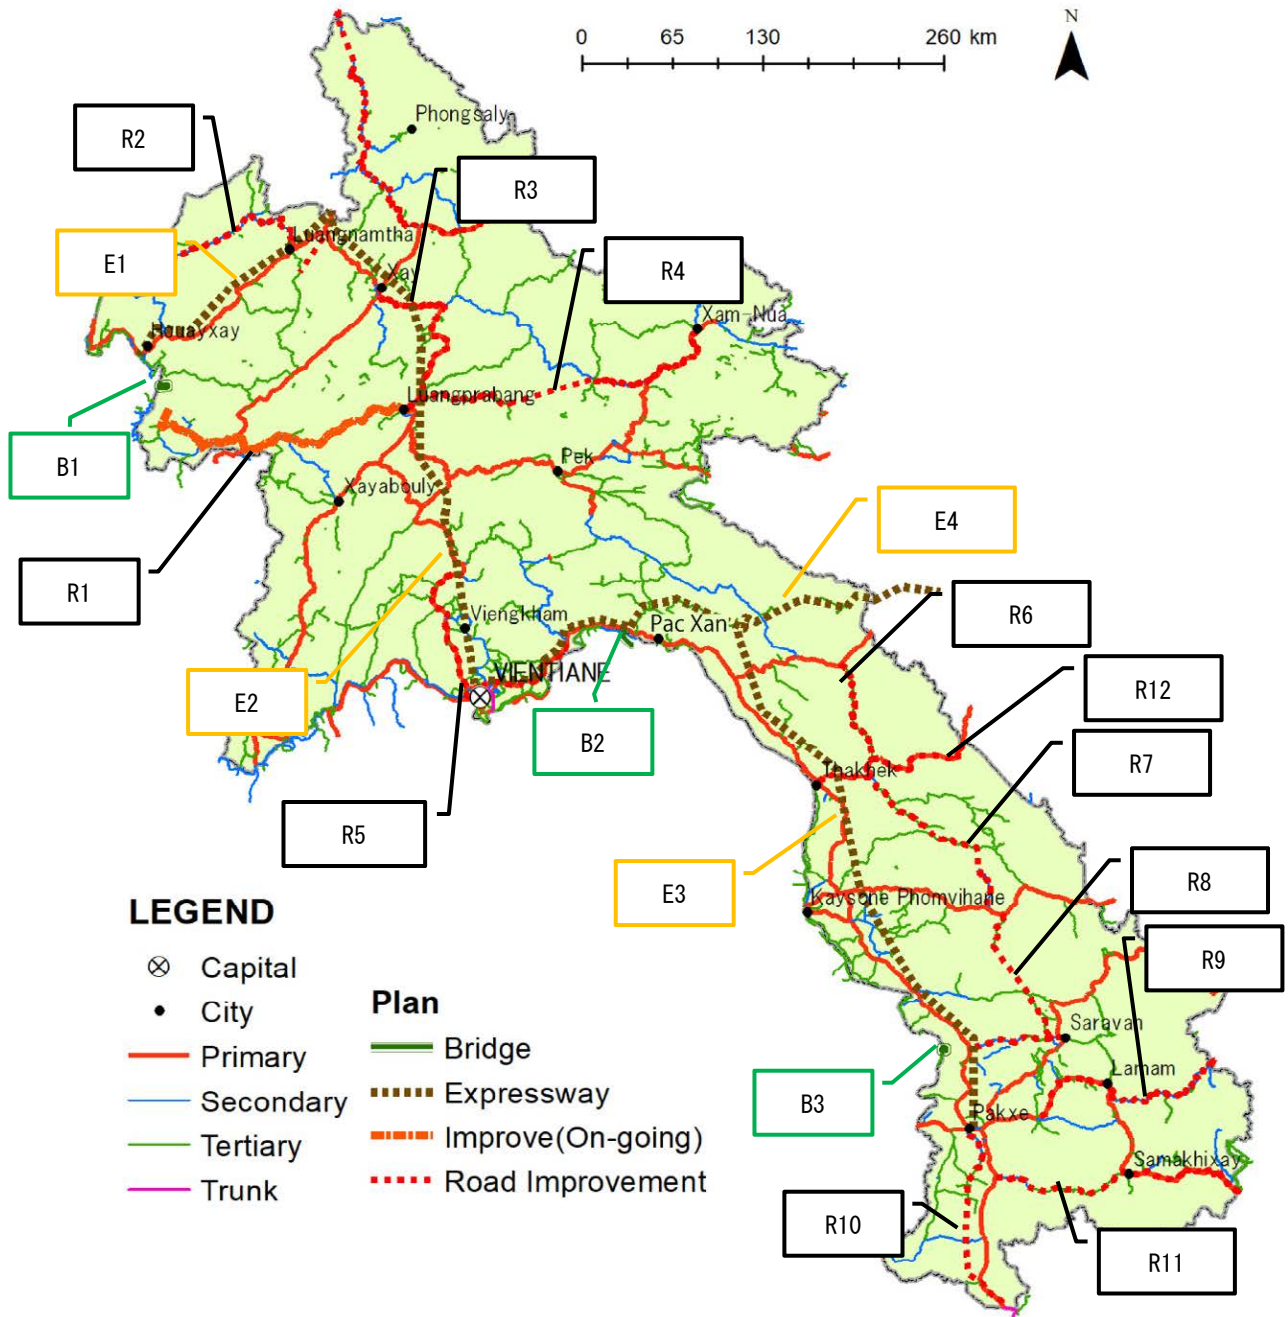 N
0 65 130 260 km
Phongsaly
R2
R3
Luangnamtha
E1
R4
Xay
Xam-Nua
Houayxay
Luangprabang
B1
Pek
Xayabouly
E4
R1
R6
Viengkham
Pac Xan
VIENTIANE
R12
E2
B2
R7
Thakhek
R5
R8
E3
Kaysone Phomvihane
LEGEND
Capital
City
Primary
Secondary
Tertiary
Trunk
Plan
Bridge
Expressway
Improve(On-going)
Road Improvement
R9
Saravan
Lamam
B3
Pakxe
Samakhixay
R10
R11